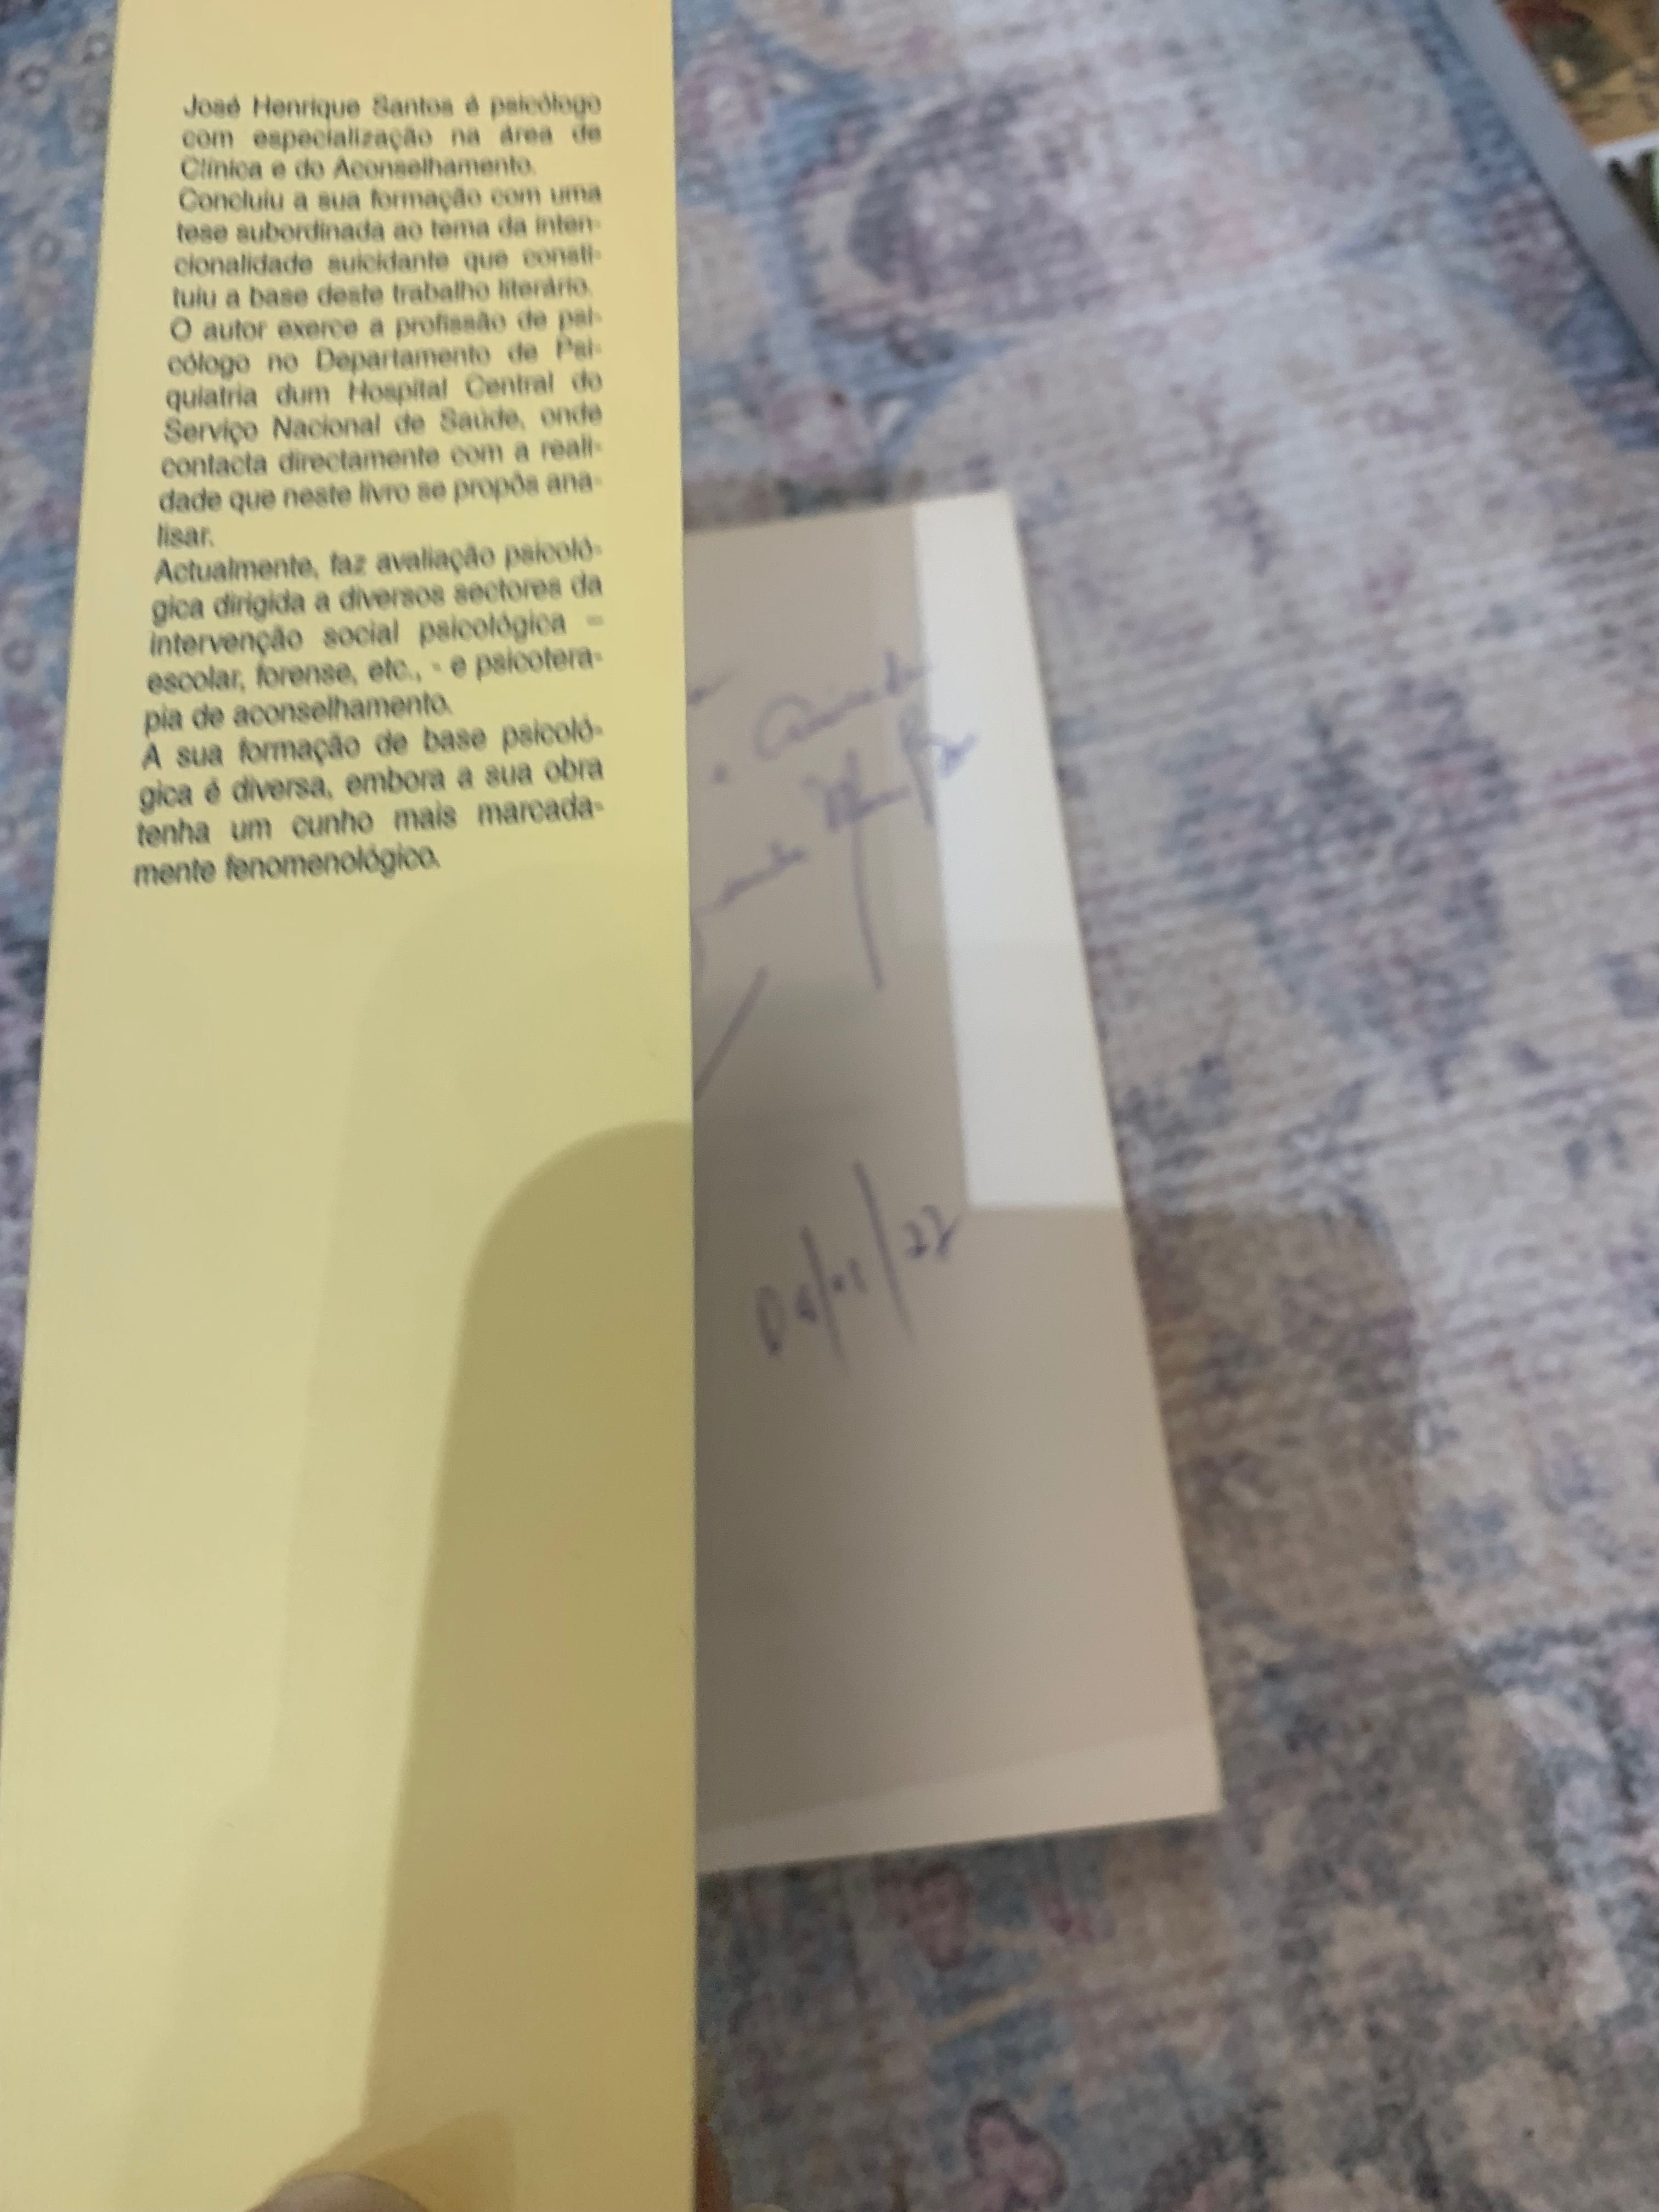 José Henrique Santos é psicólogo
com especialização na área de
Clínica e do Aconselhamento.
Concluiu a sua formação com uma
tese subordinada ao tema da inten-
cionalidade suicidante que consti-
tuiu a base deste trabalho literário.
O autor exerce a profissão de psi-
cólogo no Departamento de Psi-
quiatria dum Hospital Central do
Serviço Nacional de Saúde, onde
contacta directamente com a reali-
dade que neste livro se propôs ana-
lisar.
Actualmente, faz avaliação psicoló-
gica dirigida a diversos sectores da
intervenção social psicológica –
escolar, forense, etc., - e psicotera-
pia de aconselhamento.
A sua formação de base psicoló-
gica é diversa, embora a sua obra
tenha um cunho mais marcada-
mente fenomenológico.